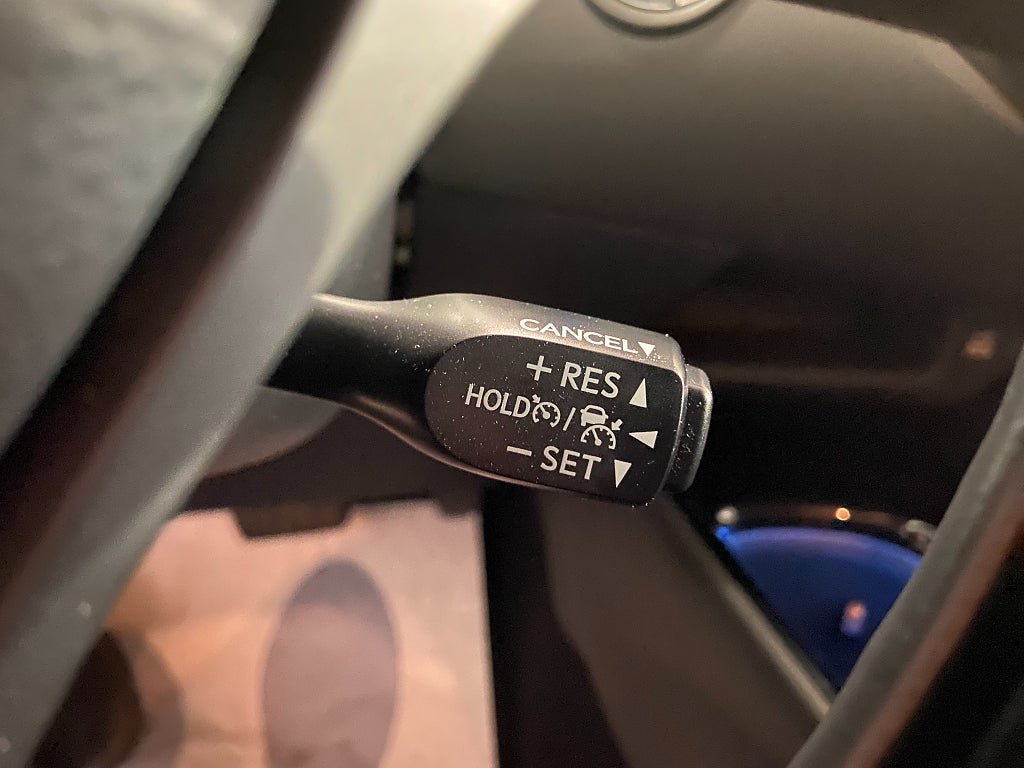 CANCEL▼
+ RES ▲
HOLD / ◀
− SET ▼